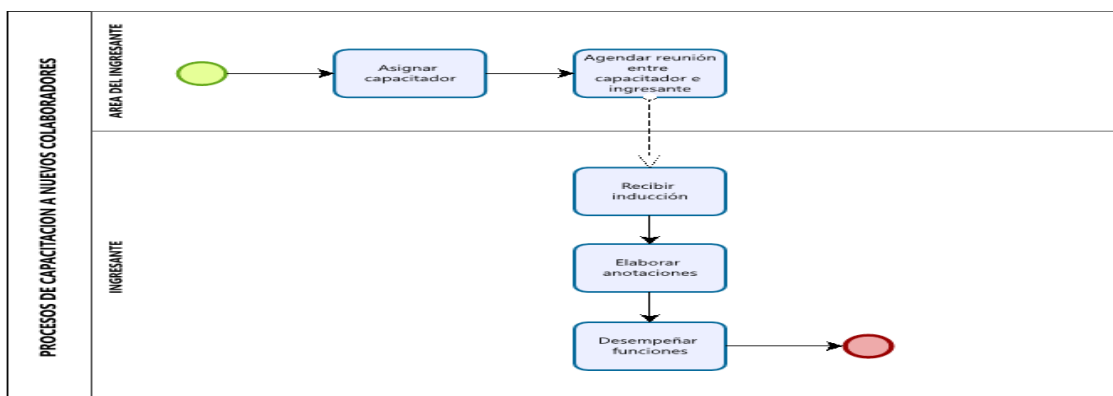 PROCESOS DE CAPACITACION A NUEVOS COLABORADORES
AREA DEL INGRESANTE
Asignar
capacitador
Agendar reunión
entre
capacitador e
ingresante
INGRESANTE
Recibir
inducción
Elaborar
anotaciones
Desempeñar
funciones